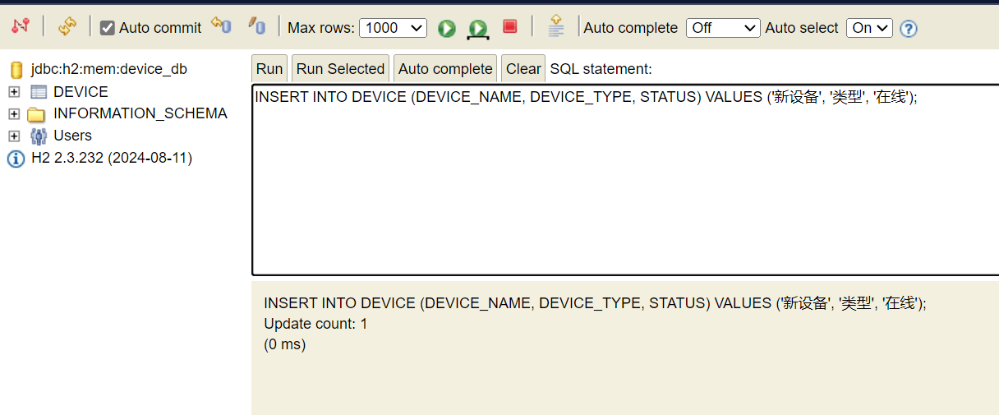 Auto commit Max rows: 1000 Auto complete Off Auto select On
jdbc:h2:mem:device_db
DEVICE
INFORMATION_SCHEMA
Users
H2 2.3.232 (2024-08-11)
Run Run Selected Auto complete Clear SQL statement:
INSERT INTO DEVICE (DEVICE_NAME, DEVICE_TYPE, STATUS) VALUES ('新设备', '类型', '在线');
INSERT INTO DEVICE (DEVICE_NAME, DEVICE_TYPE, STATUS) VALUES ('新设备', '类型', '在线');
Update count: 1
(0 ms)